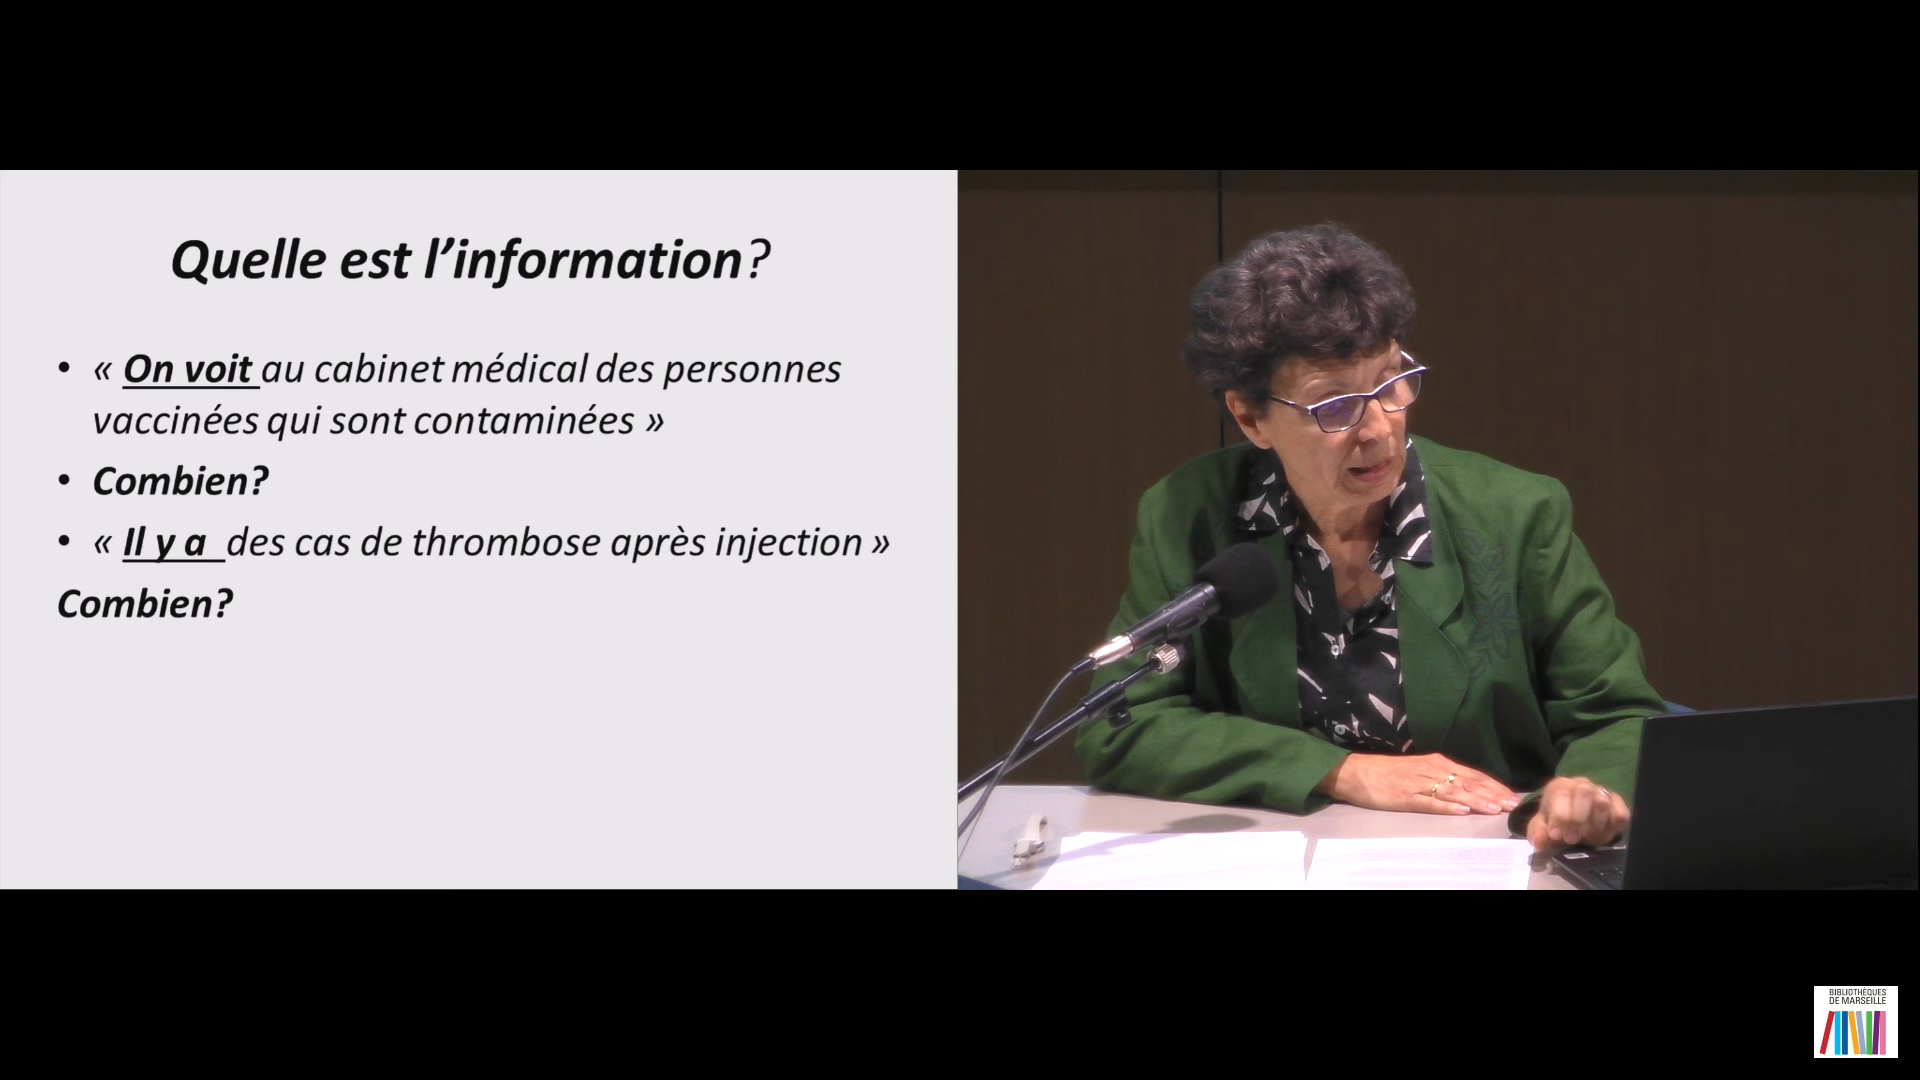 Quelle est l’information?
• « On voit au cabinet médical des personnes
vaccinées qui sont contaminées »
• Combien?
• « Il y a des cas de thrombose après injection »
Combien?
BIBLIOTHÈQUES
DE MARSEILLE